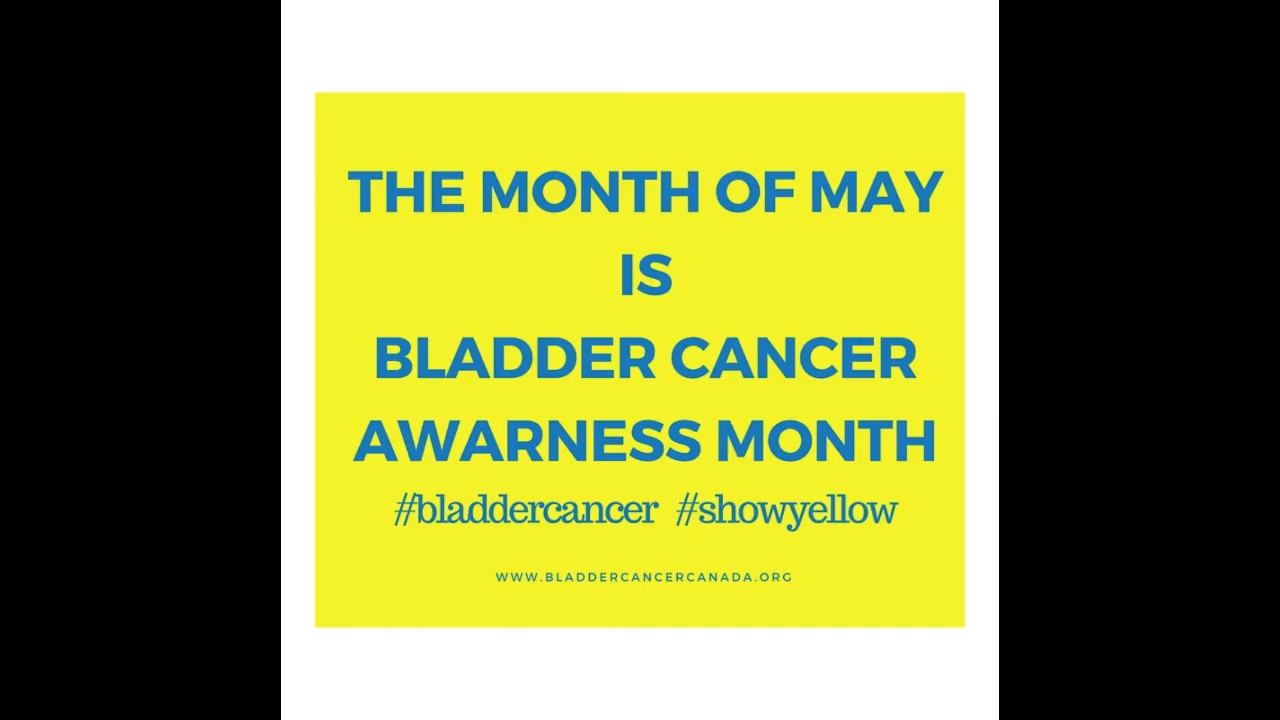 THE MONTH OF MAY
IS
BLADDER CANCER
AWARNESS MONTH
#bladdercancer #showyellow
WWW.BLADDERCANCERCANADA.ORG